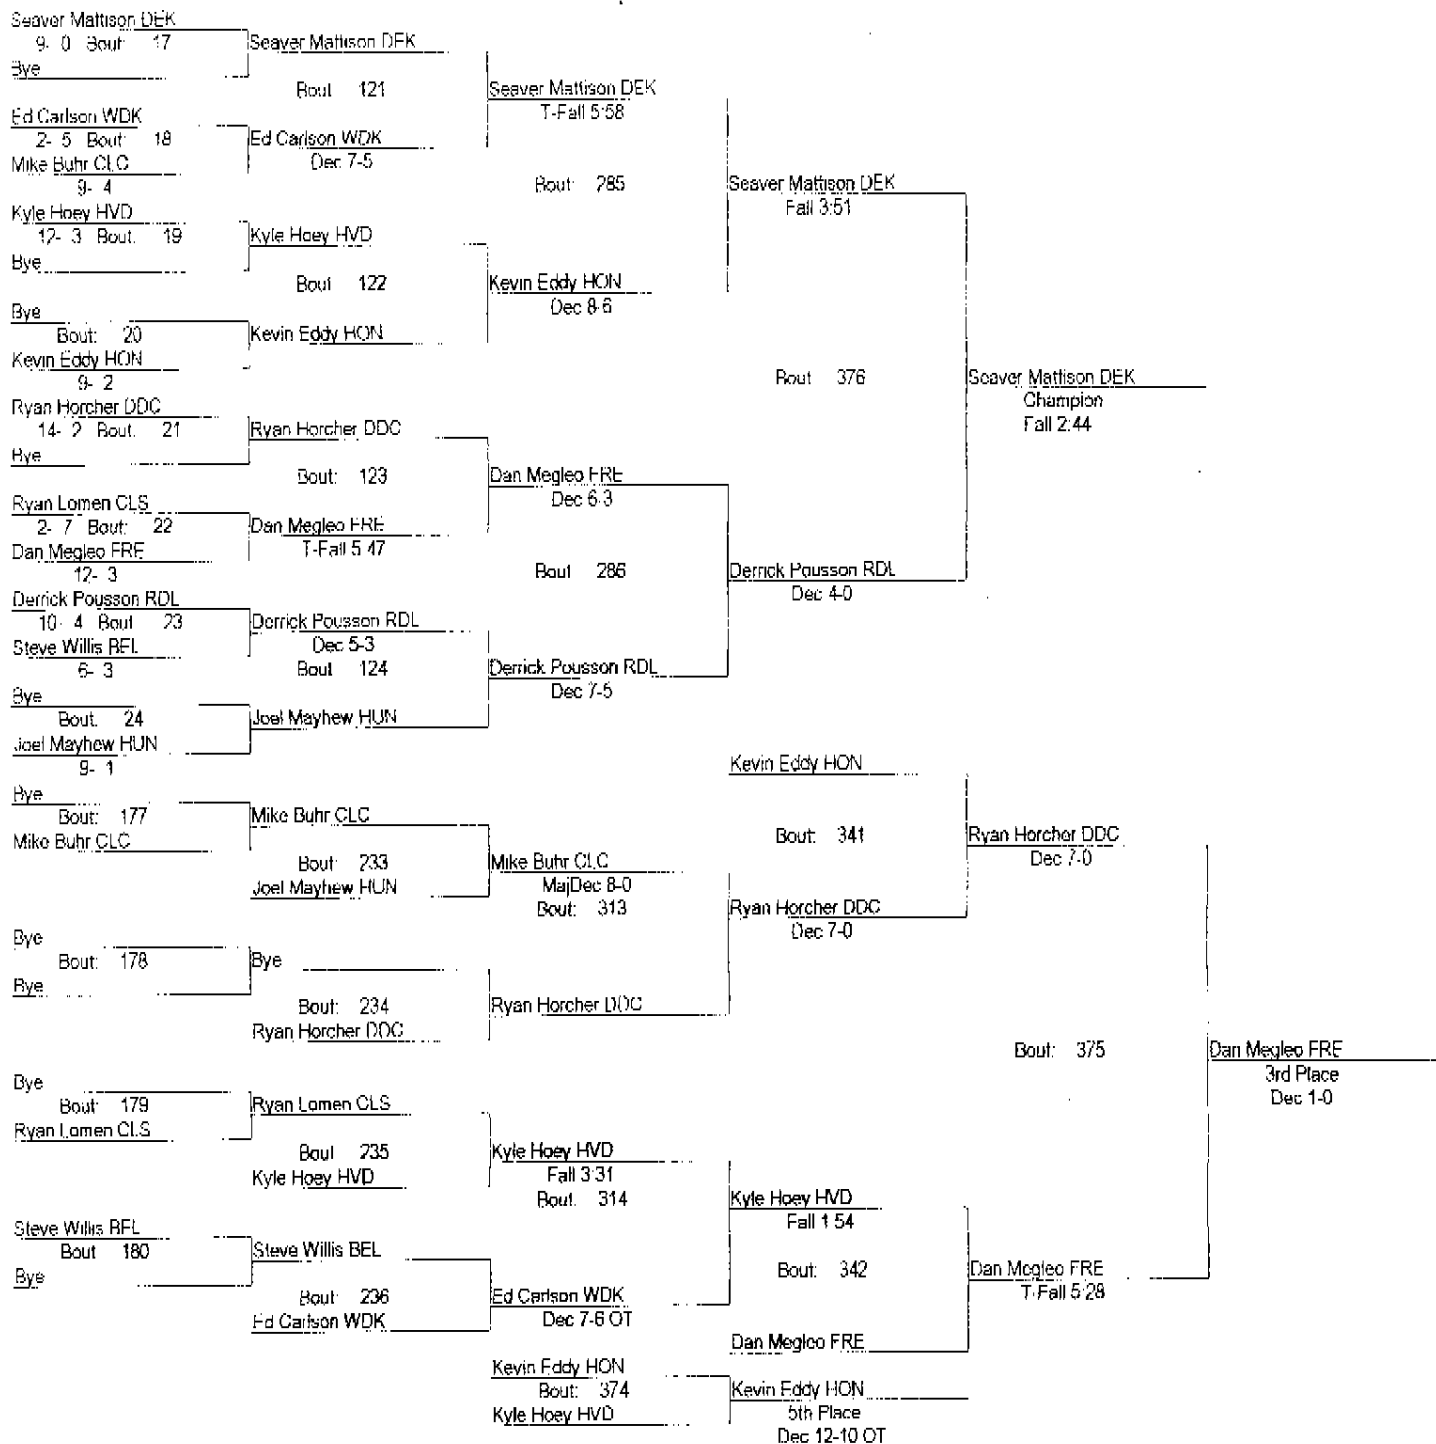 Seaver Mattison DEK
9- 0 Bout: 17
Bye
Seaver Mattison DEK
Bout 121
Ed Carlson WDK
2- 5 Bout: 18
Mike Buhr CLC
9- 4
Ed Carlson WDK
Dec 7-5
Seaver Mattison DEK
T-Fall 5:58
Bout: 285
Kyle Hoey HVD
12- 3 Bout. 19
Bye
Kyle Hoey HVD
Bout 122
Bye
Bout: 20
Kevin Eddy HON
9- 2
Kevin Eddy HON
Kevin Eddy HON
Dec 8-6
Seaver Mattison DEK
Fall 3:51
Bout 376
Ryan Horcher DDC
14- 2 Bout. 21
Bye
Ryan Horcher DDC
Bout: 123
Ryan Lomen CLS
2- 7 Bout: 22
Dan Megleo FRE
12- 3
Dan Megleo FRE
T-Fall 5:47
Dan Megleo FRE
Dec 6-3
Bout 286
Derrick Pousson RDL
10- 4 Bout 23
Steve Willis BEL
6- 3
Derrick Pousson RDL
Dec 5-3
Bout 124
Bye
Bout. 24
Joel Mayhew HUN
9- 1
Joel Mayhew HUN
Derrick Pousson RDL
Dec 7-5
Derrick Pousson RDL
Dec 4-0
Seaver Mattison DEK
Champion
Fall 2:44
Bye
Bout: 177
Mike Buhr CLC
Mike Buhr CLC
Bout: 233
Joel Mayhew HUN
Mike Buhr CLC
MajDec 8-0
Bout: 313
Bye
Bout: 178
Bye
Bye
Bout: 234
Ryan Horcher DDC
Ryan Horcher DDC
Kevin Eddy HON
Bout: 341
Ryan Horcher DDC
Dec 7-0
Ryan Horcher DDC
Dec 7-0
Bout: 375
Bye
Bout: 179
Ryan Lomen CLS
Ryan Lomen CLS
Bout 235
Kyle Hoey HVD
Kyle Hoey HVD
Fall 3:31
Bout. 314
Steve Willis BEL
Bout 180
Bye
Steve Willis BEL
Bout: 236
Ed Carlson WDK
Ed Carlson WDK
Dec 7-6 OT
Kyle Hoey HVD
Fall 1:54
Bout: 342
Dan Megleo FRE
Dan Megleo FRE
T-Fall 5:28
Dan Megleo FRE
3rd Place
Dec 1-0
Kevin Eddy HON
Bout: 374
Kyle Hoey HVD
Kevin Eddy HON
5th Place
Dec 12-10 OT